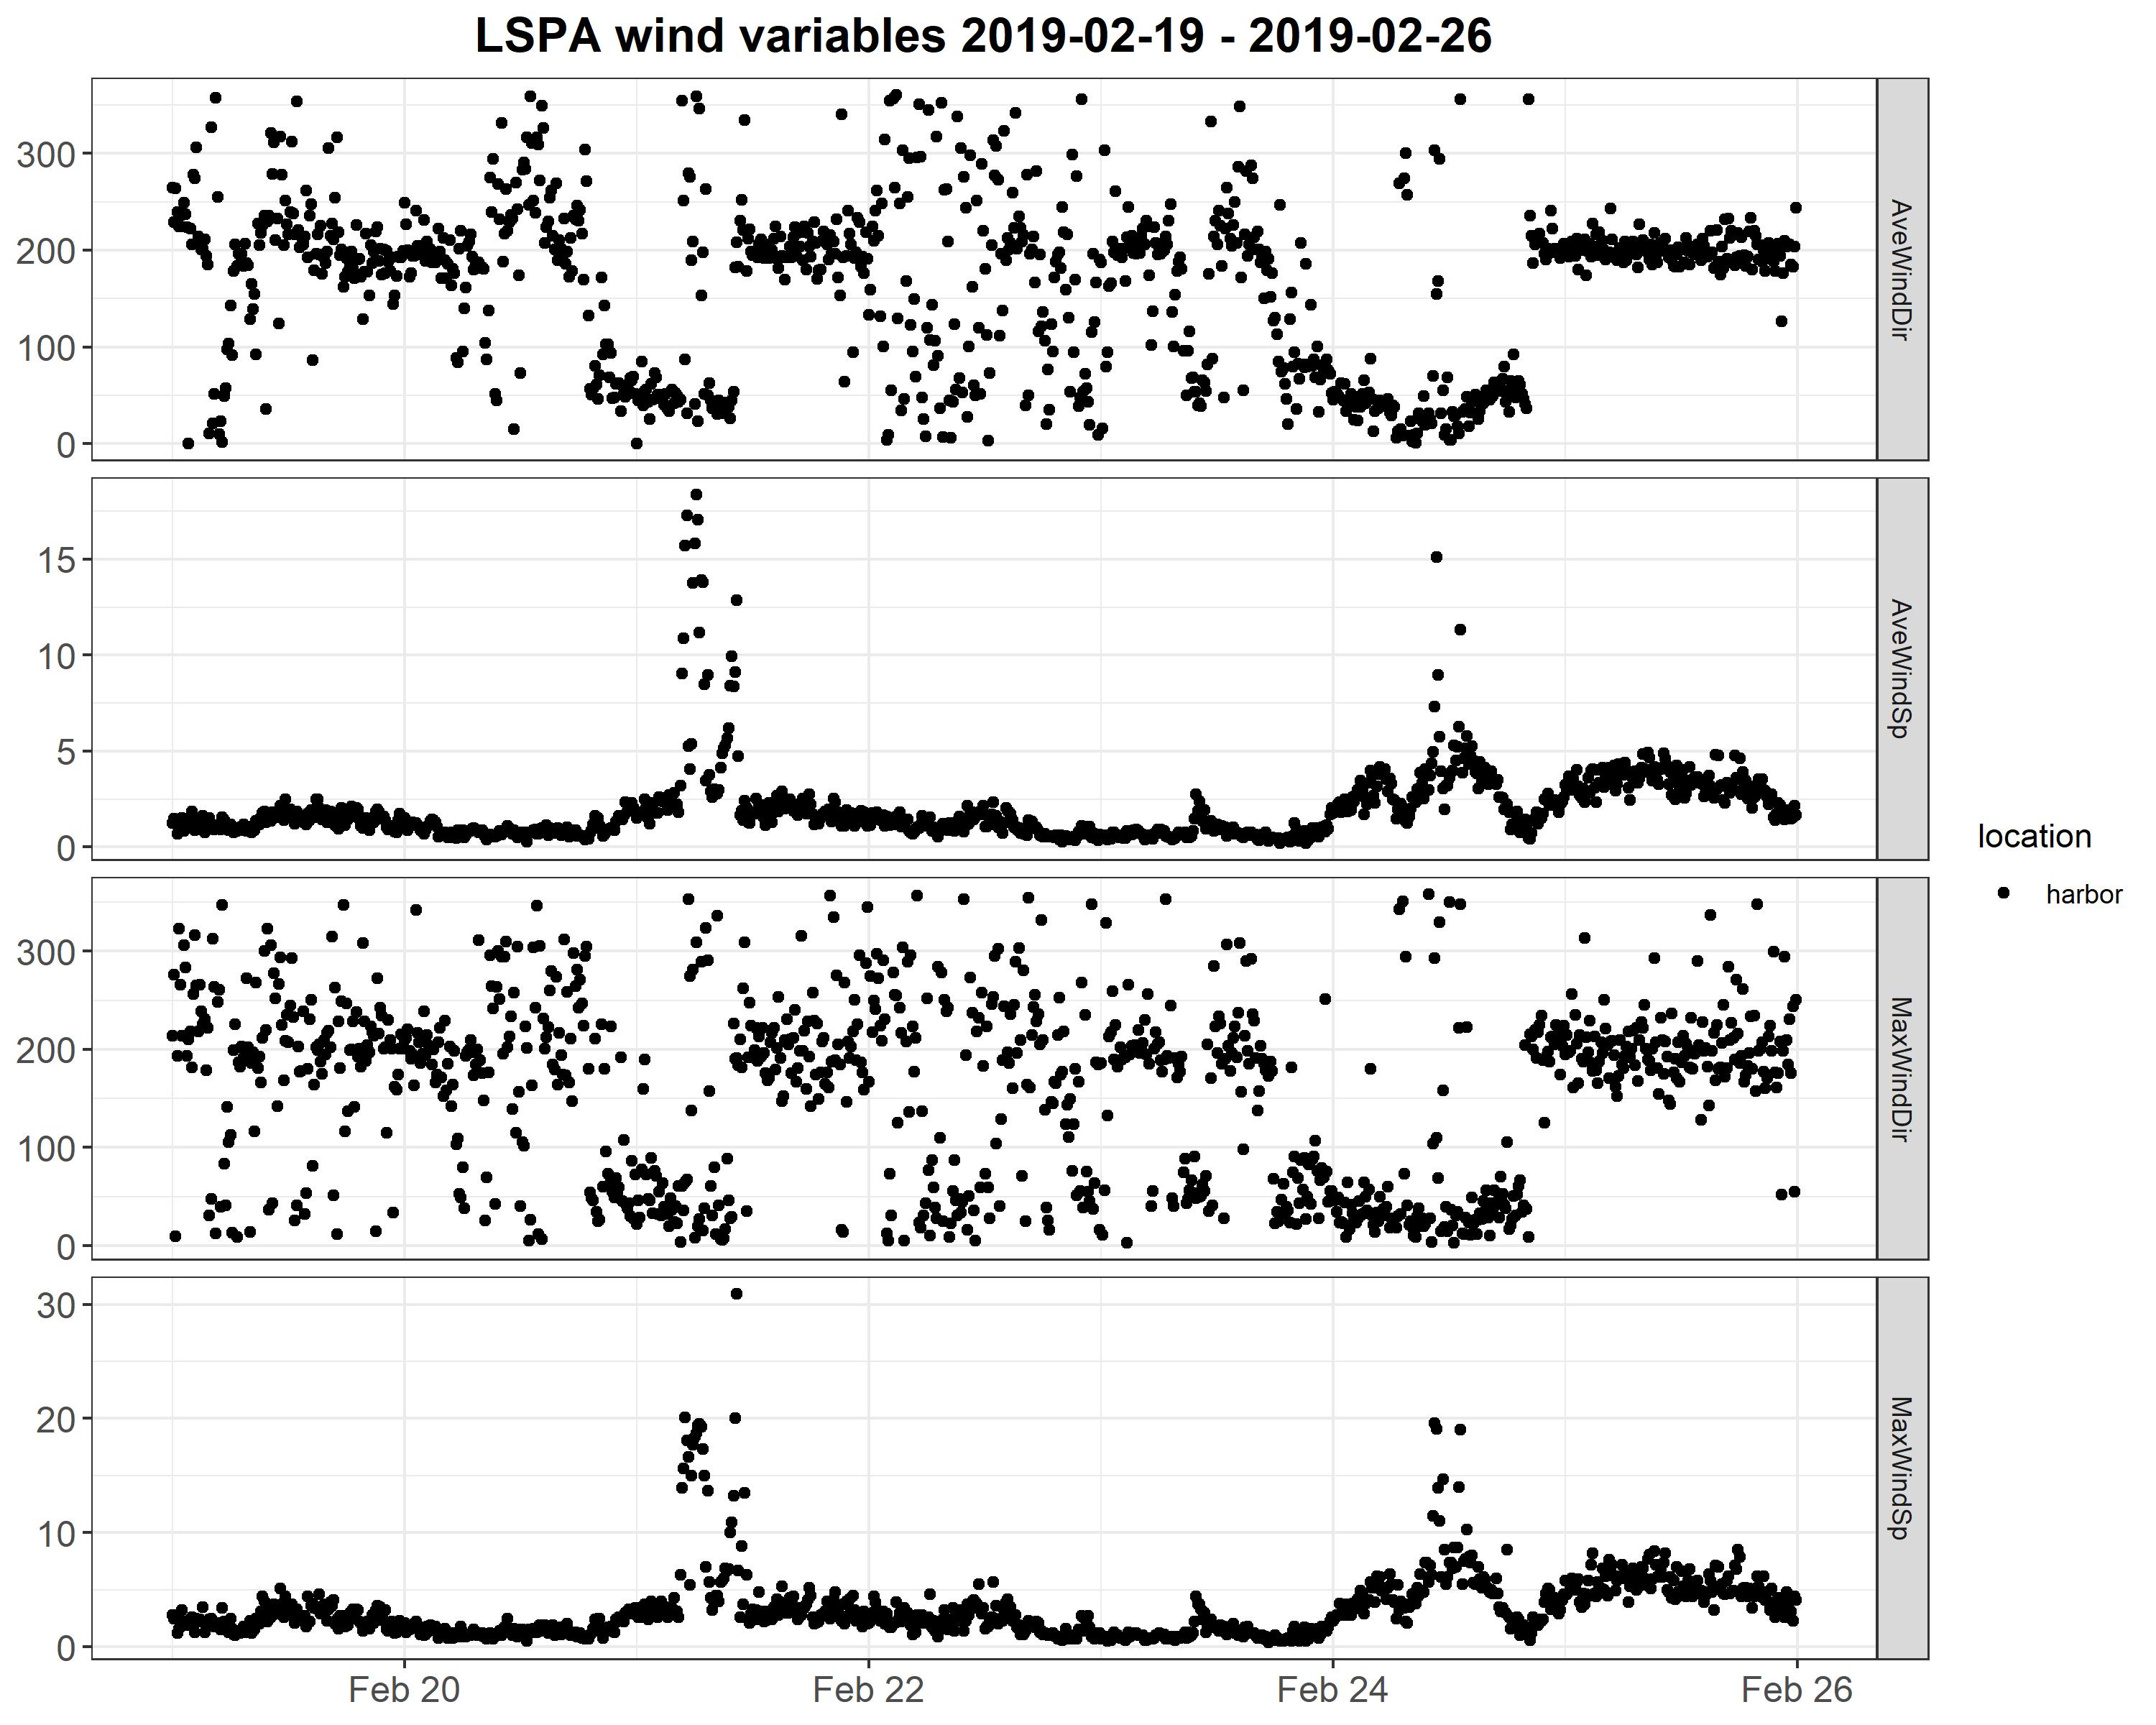 LSPA wind variables 2019-02-19 - 2019-02-26
300
200
100
0
AveWindDir
15
10
5
0
AveWindSp
300
200
100
0
MaxWindDir
30
20
10
0
MaxWindSp
Feb 20
Feb 22
Feb 24
Feb 26
location
harbor